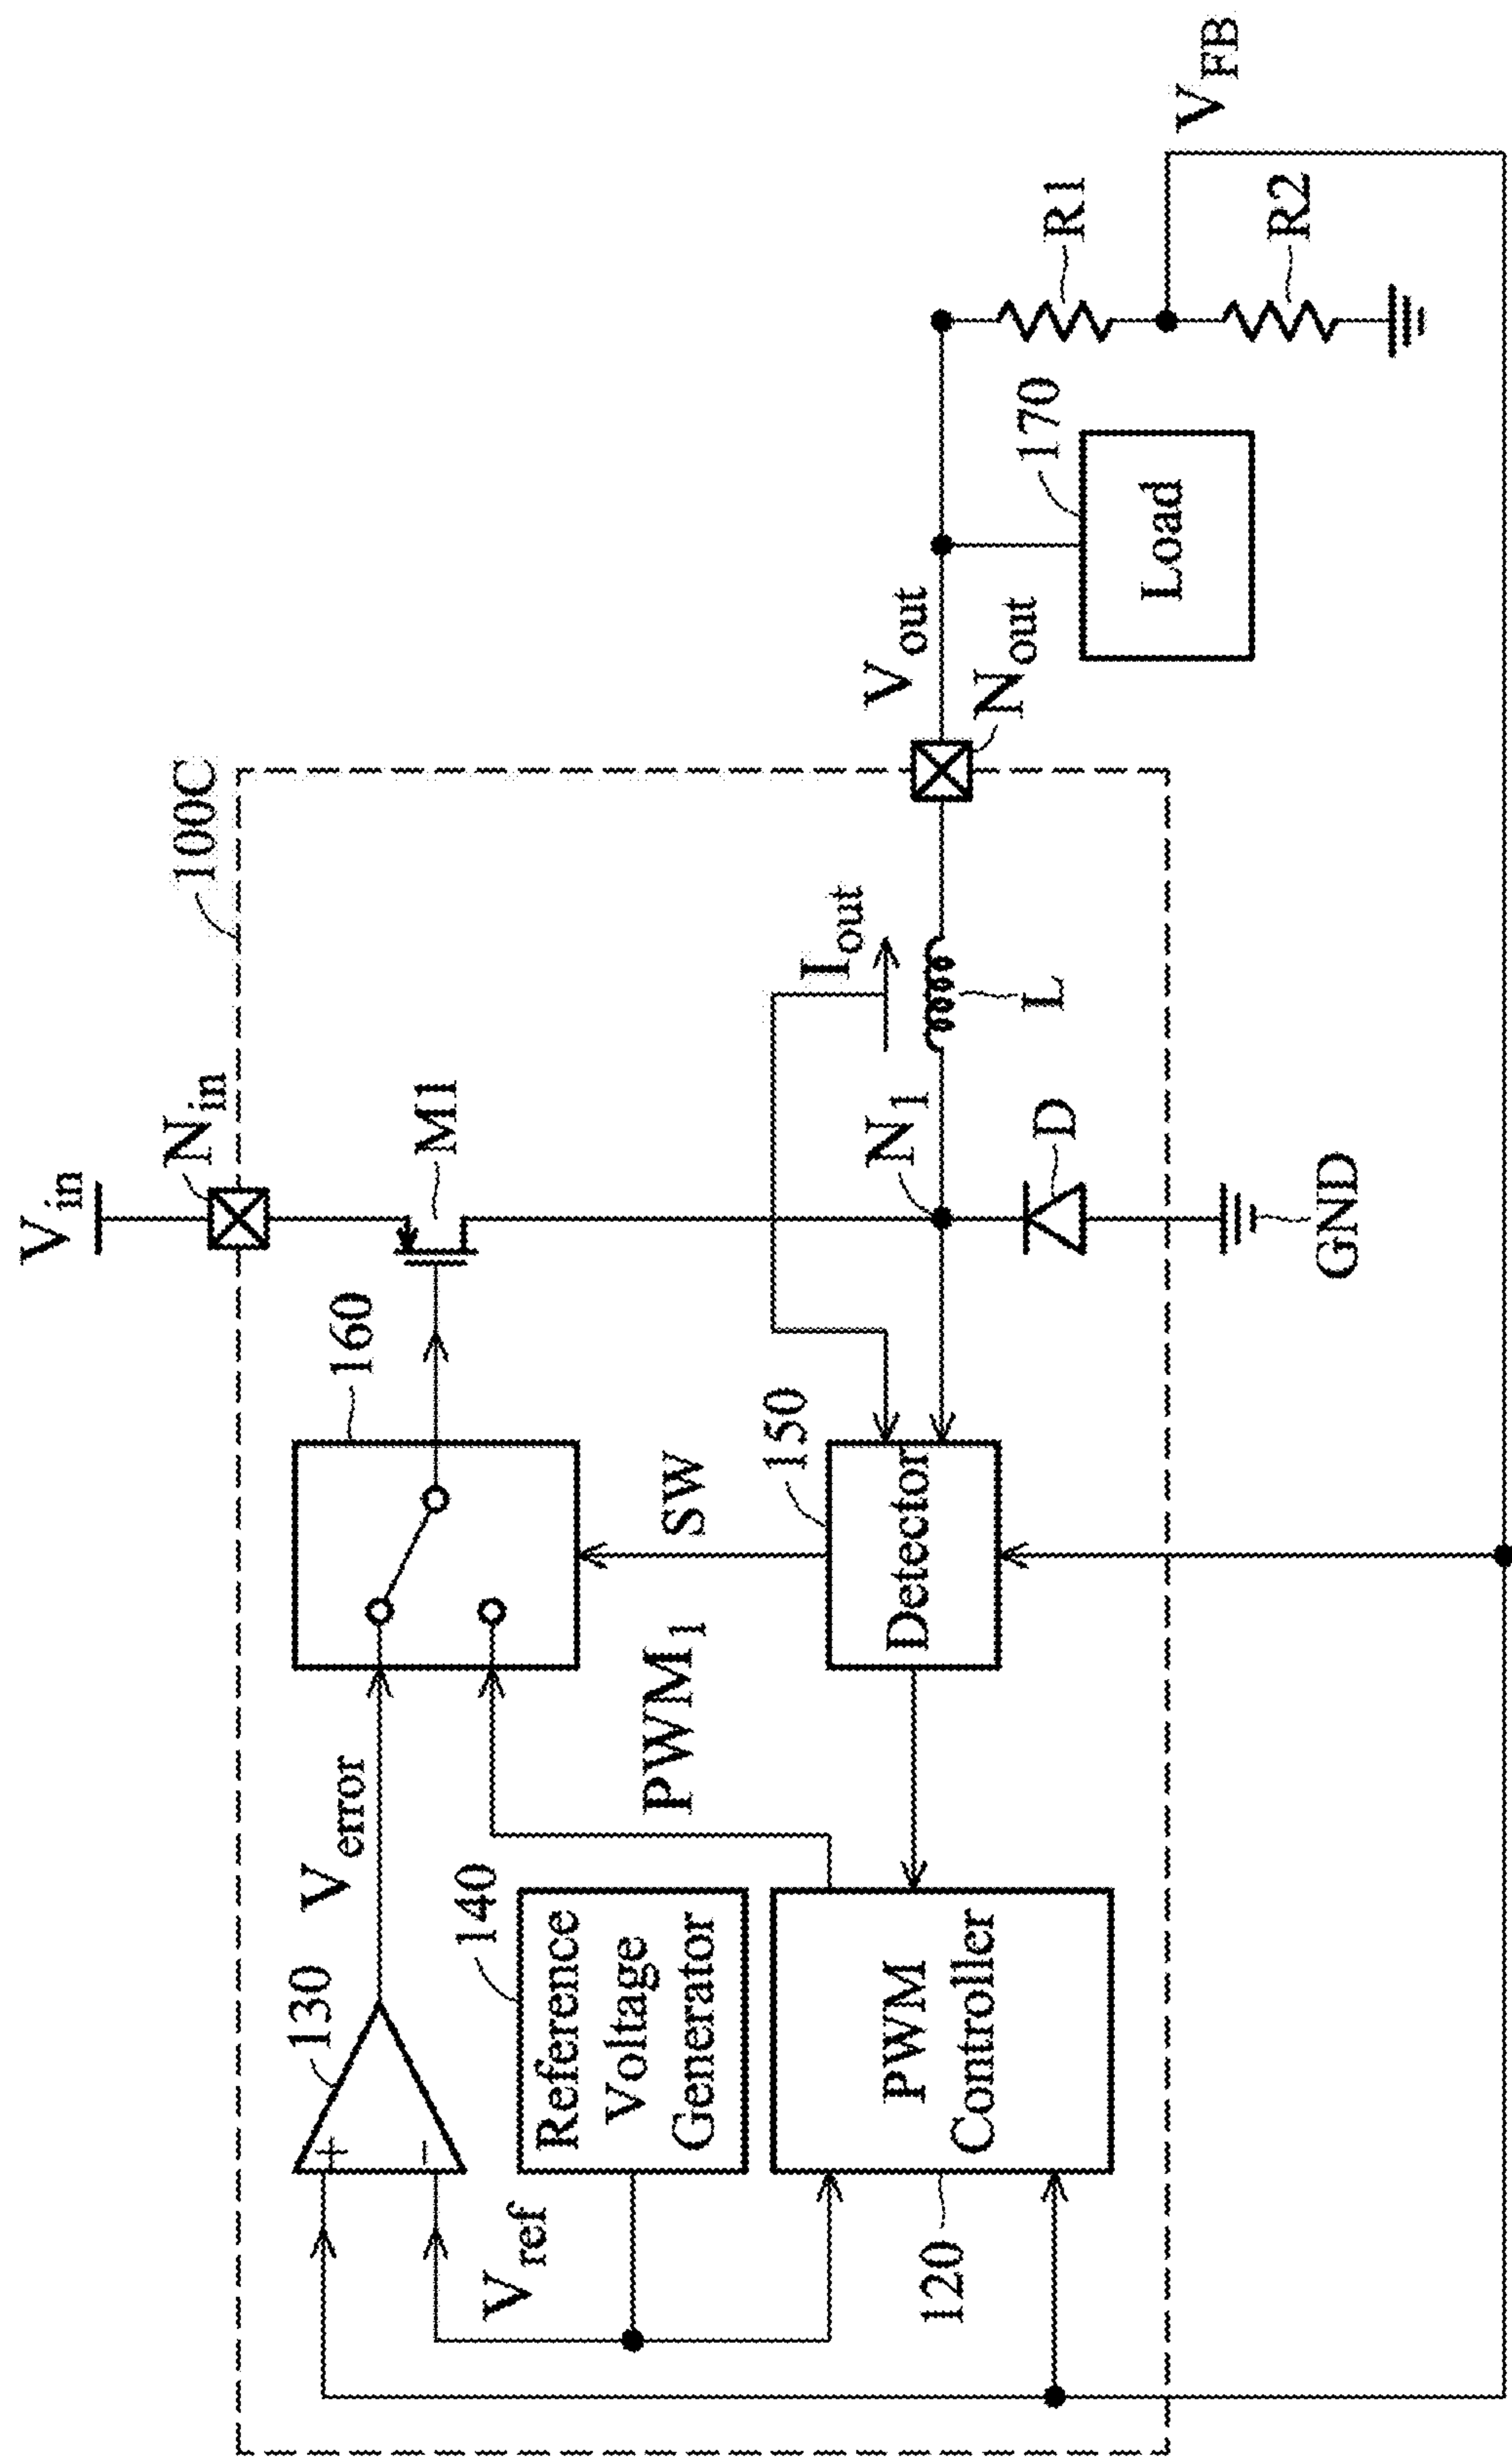 V_in
N_in
100C
M1
160
130
V_error
V_ref
140
Reference
Voltage
Generator
PWM_1
SW
150
Detector
PWM
Controller
120
I_out
N_1
L
D
GND
V_out
N_out
170
Load
R1
R2
V_FB
+
−